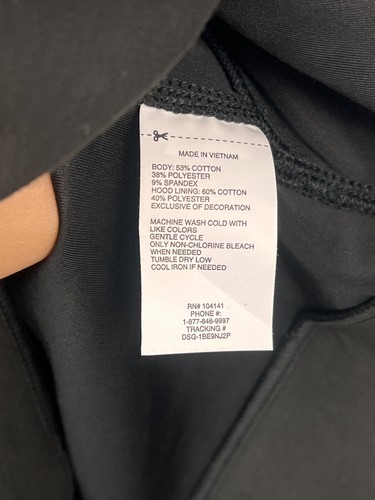 MADE IN VIETNAM
BODY: 53% COTTON
38% POLYESTER
9% SPANDEX
HOOD LINING: 60% COTTON
40% POLYESTER
EXCLUSIVE OF DECORATION
MACHINE WASH COLD WITH
LIKE COLORS
GENTLE CYCLE
ONLY NON-CHLORINE BLEACH
WHEN NEEDED
TUMBLE DRY LOW
COOL IRON IF NEEDED
RN# 104141
PHONE #:
1-877-846-9997
TRACKING #
DSG-1BE9NJ2P